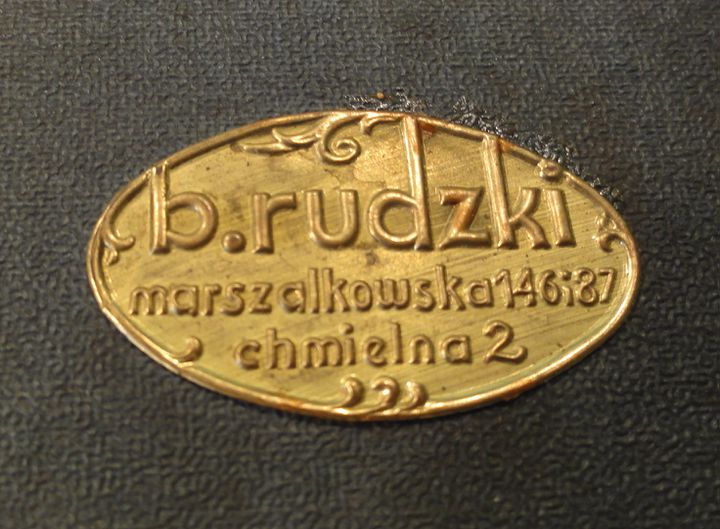 b.rudzki
marszalkowska 146 i 87
chmielna 2